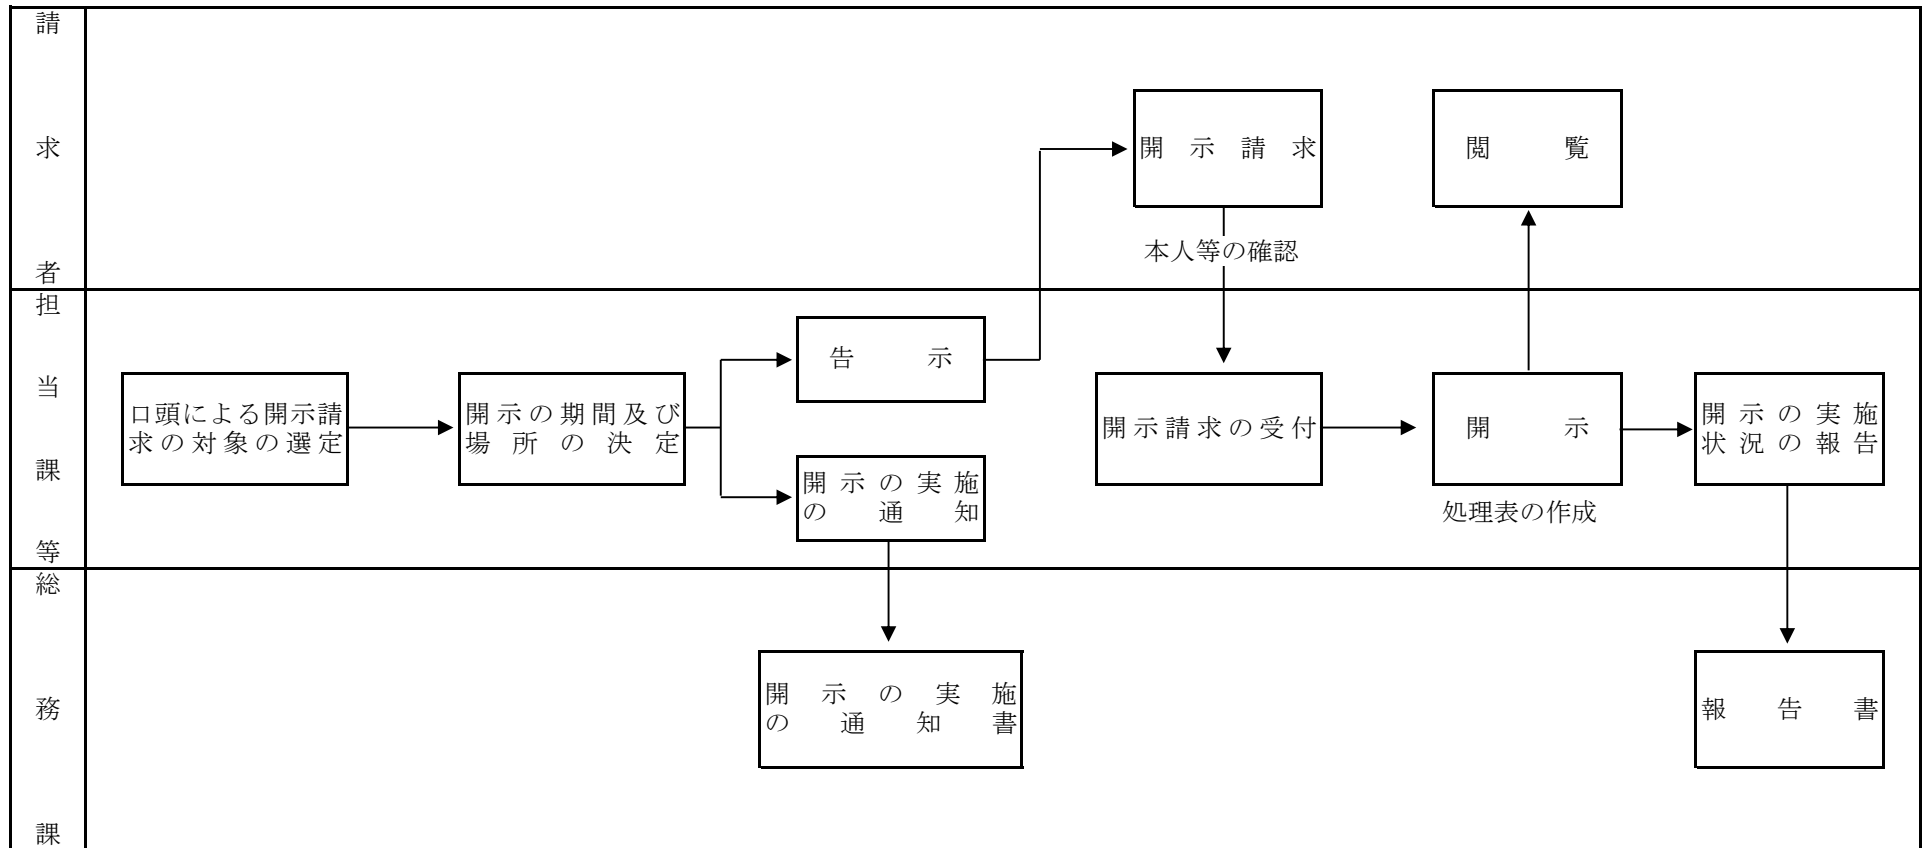 請求者
開示請求
閲覧
本人等の確認
担当課等
口頭による開示請
求の対象の選定
開示の期間及び
場所の決定
告示
開示の実施
の通知
開示請求の受付
開示
処理表の作成
開示の実施
状況の報告
総務課
開示の実施
の通知書
報告書